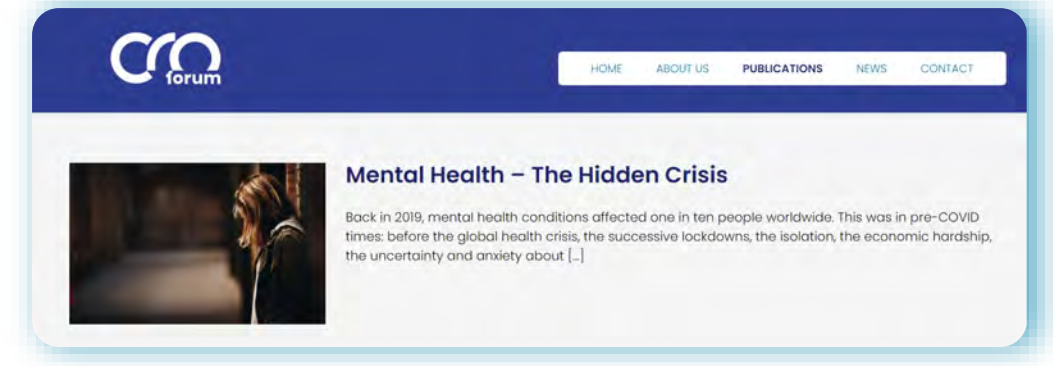 cro
forum
HOME ABOUT US PUBLICATIONS NEWS CONTACT
Mental Health – The Hidden Crisis
Back in 2019, mental health conditions affected one in ten people worldwide. This was in pre-COVID
times: before the global health crisis, the successive lockdowns, the isolation, the economic hardship,
the uncertainty and anxiety about [...]